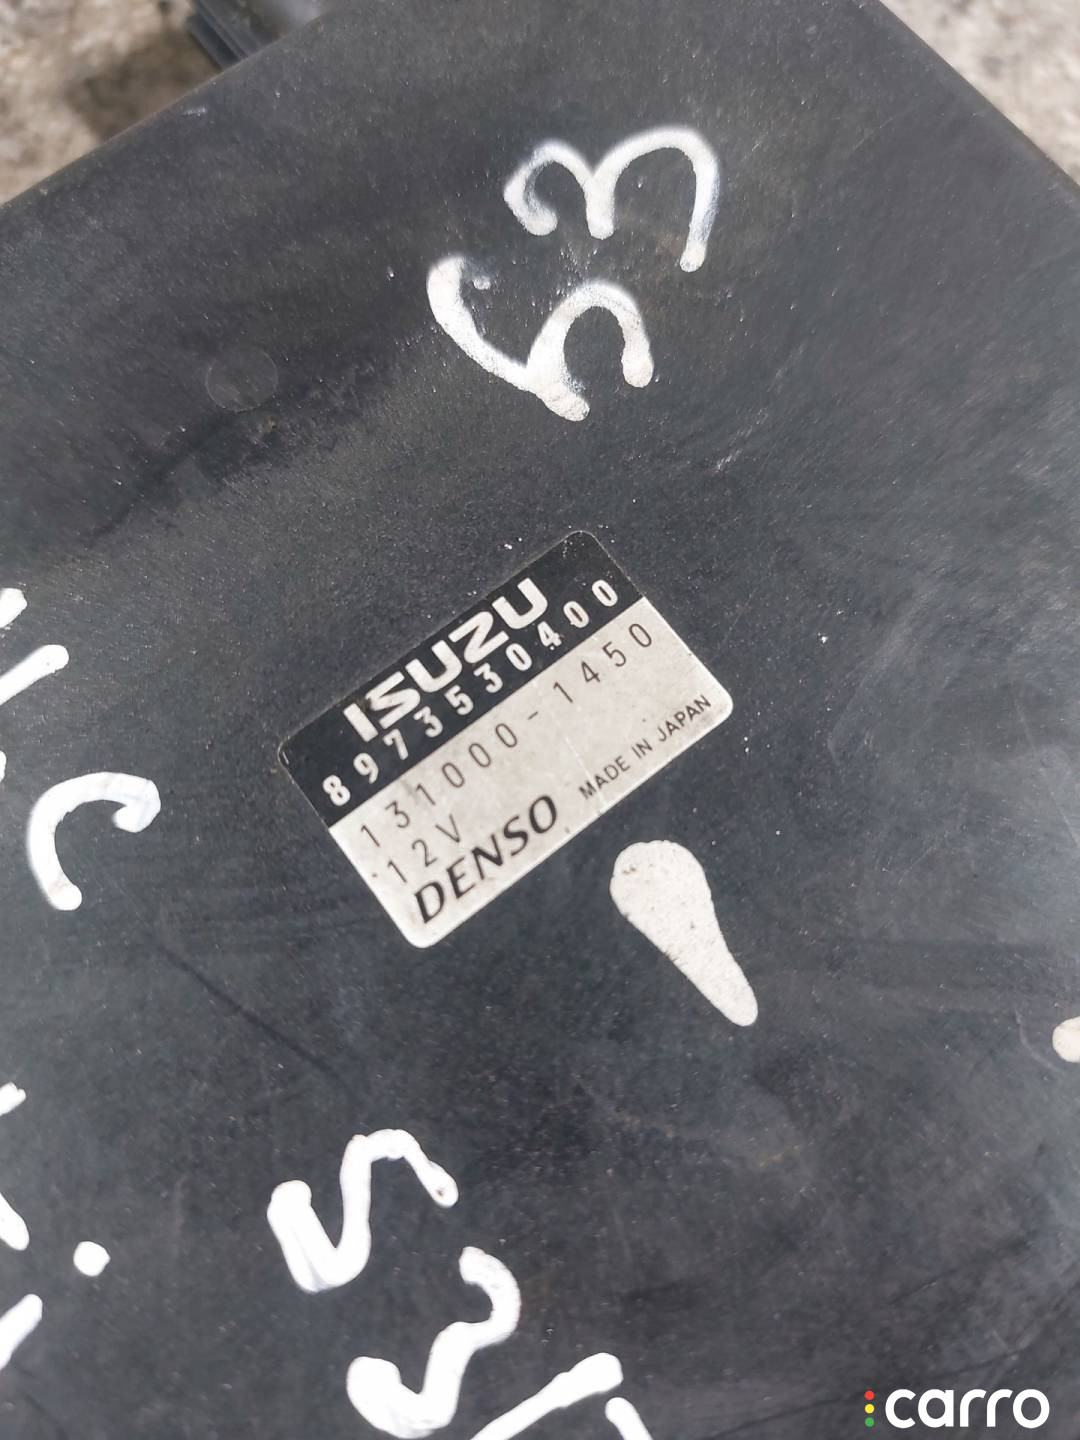 53
ISUZU
8973530400
131000-1450
12V
DENSO MADE IN JAPAN
carro